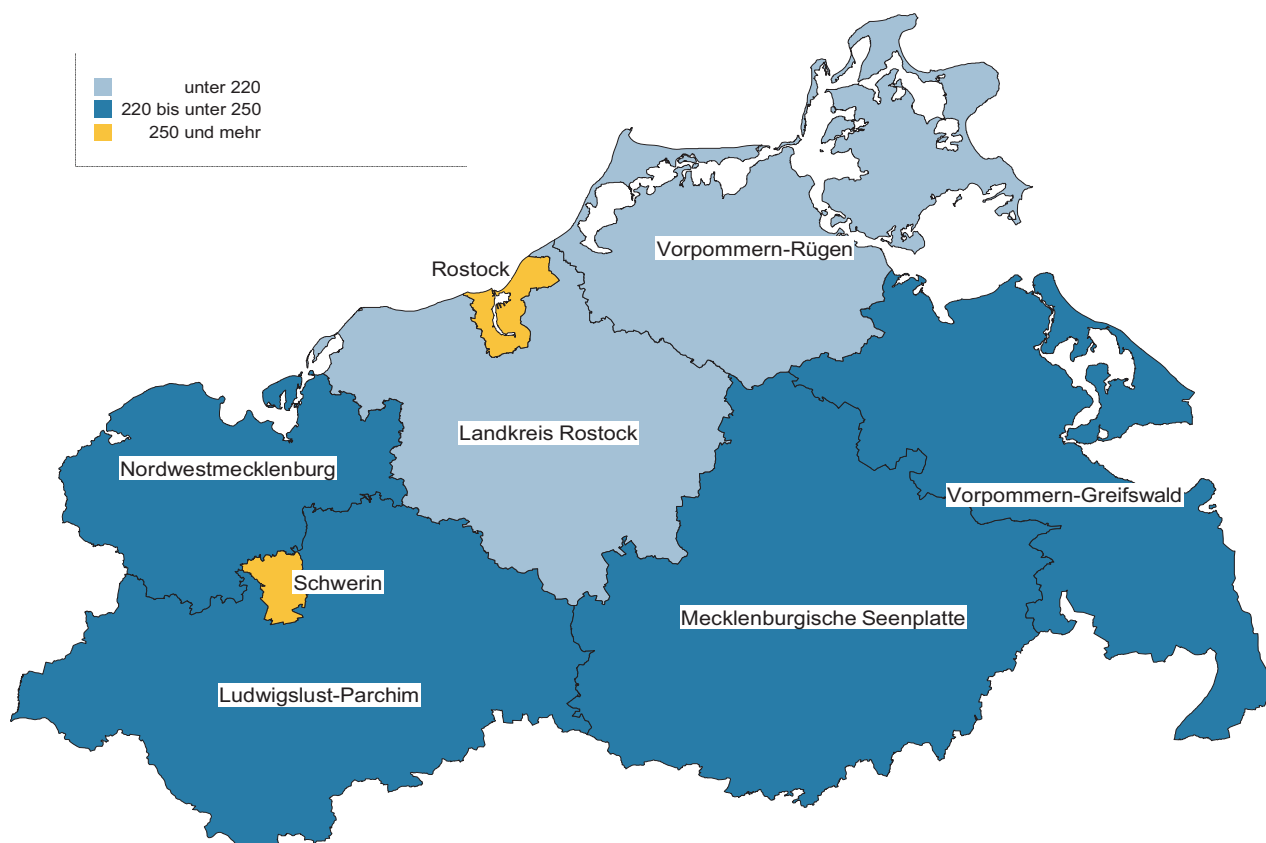 unter 220
220 bis unter 250
250 und mehr
Vorpommern-Rügen
Rostock
Landkreis Rostock
Nordwestmecklenburg
Vorpommern-Greifswald
Schwerin
Mecklenburgische Seenplatte
Ludwigslust-Parchim